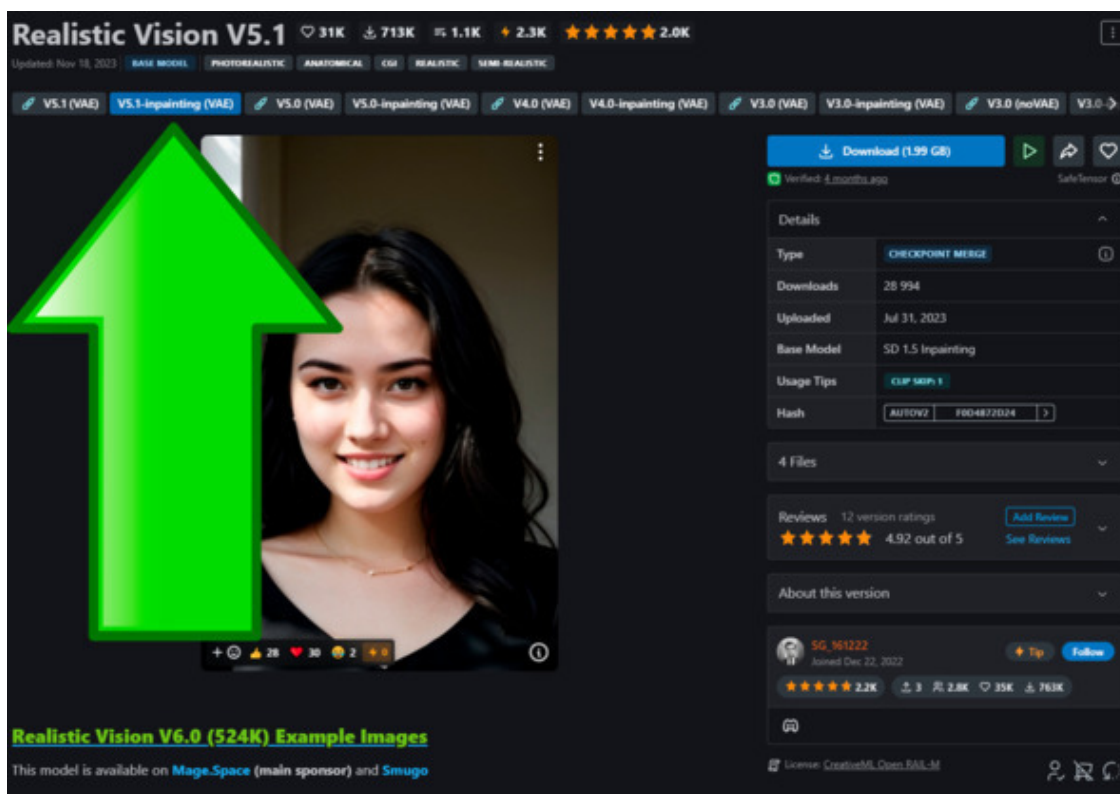 Realistic Vision V5.1 31K 713K 1.1K 2.3K 2.0K
Updated: Nov 18, 2023 BASE MODEL PHOTOREALISTIC ANATOMICAL CGI REALISTIC SEMI-REALISTIC
V5.1 (VAE) V5.1-inpainting (VAE) V5.0 (VAE) V5.0-inpainting (VAE) V4.0 (VAE) V4.0-inpainting (VAE) V3.0 (VAE) V3.0-inpainting (VAE) V3.0 (noVAE) V3.0-
Download (1.99 GB)
Verified: 4 months ago SafeTensor
Details
Type CHECKPOINT MERGE
Downloads 28 994
Uploaded Jul 31, 2023
Base Model SD 1.5 Inpainting
Usage Tips CLIP SKIP: 1
Hash AUTOV2 F0D4872D24
4 Files
Reviews 12 version ratings Add Review
4.92 out of 5 See Reviews
About this version
28 30 2 0
SG_161222 Tip Follow
Joined Dec 22, 2022
2.2K 3 2.8K 35K 763K
Realistic Vision V6.0 (524K) Example Images
This model is available on Mage.Space (main sponsor) and Smugo
License: CreativeML Open RAIL-M